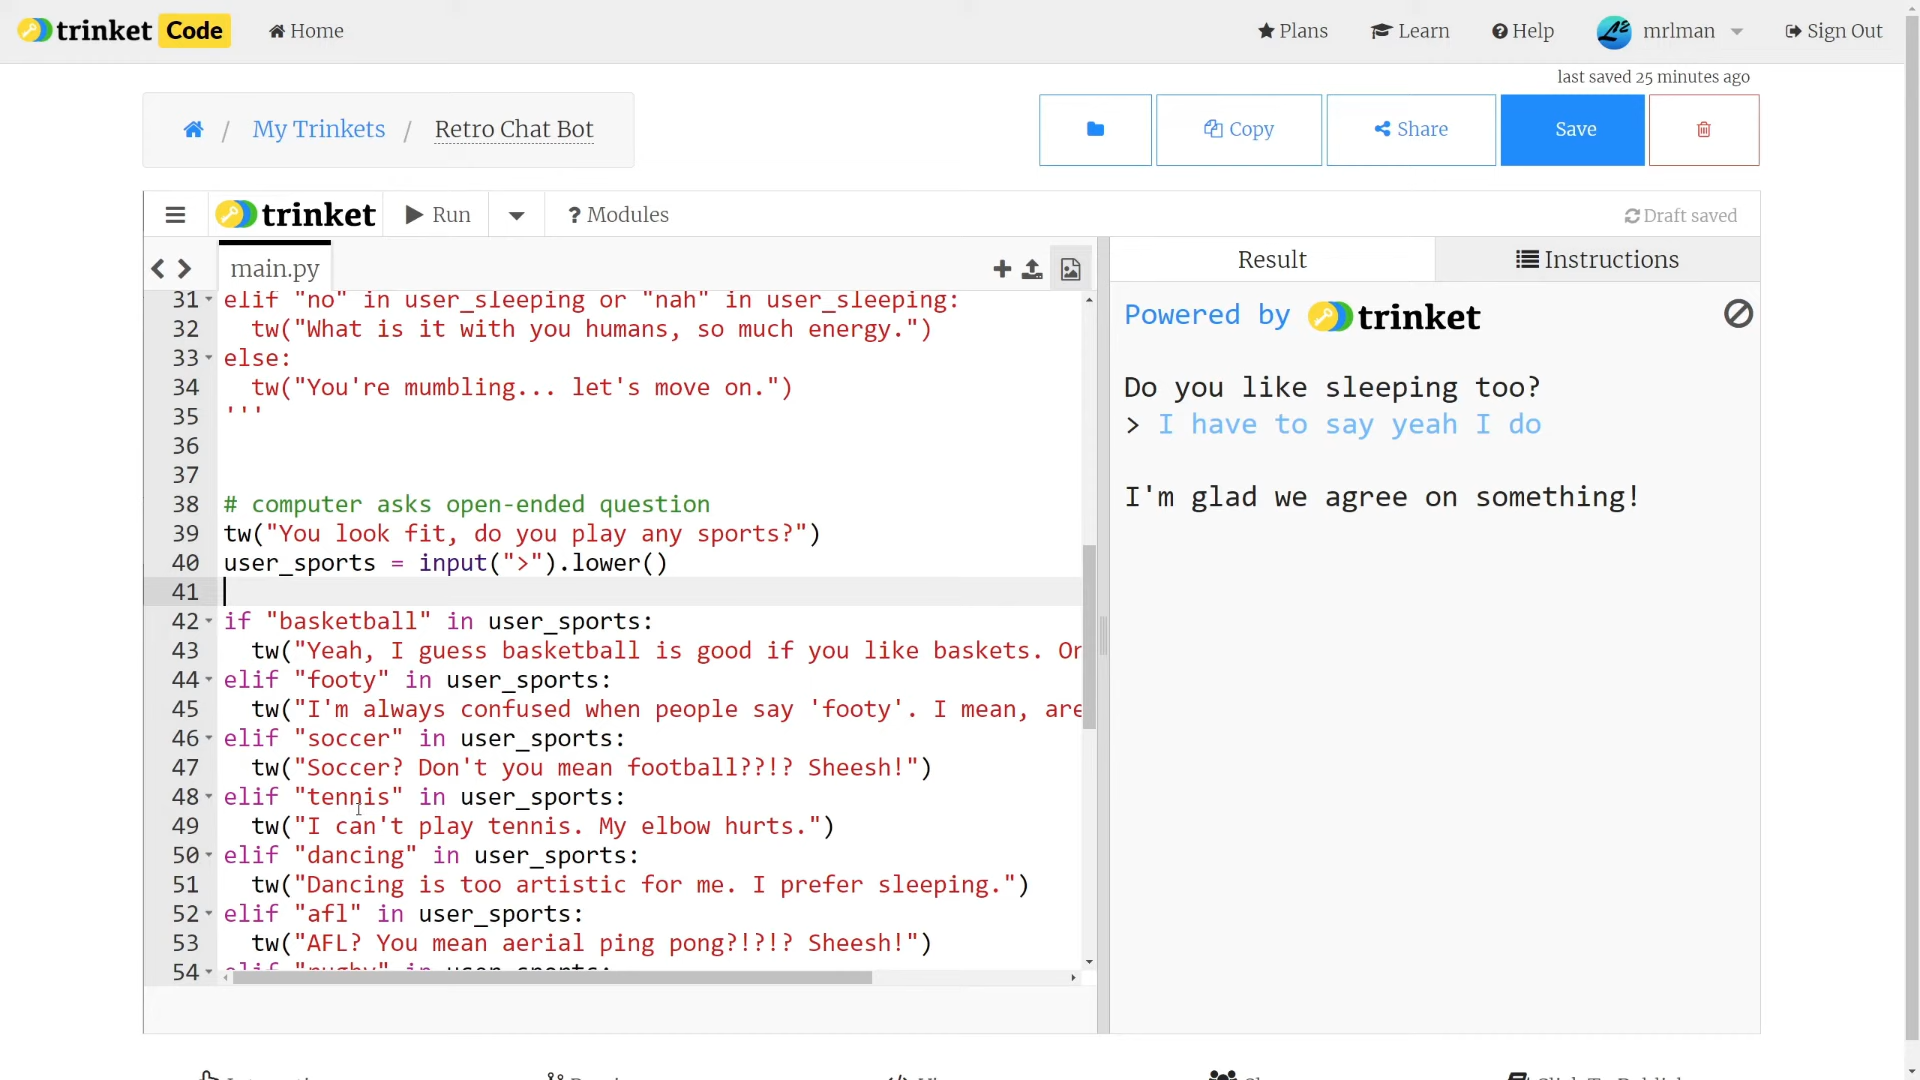 trinket Code
Home
Plans
Learn
Help
mrlman
Sign Out
last saved 25 minutes ago
/ My Trinkets / Retro Chat Bot
Copy
Share
Save
trinket
Run
? Modules
Draft saved
main.py
Result
Instructions
31 elif "no" in user_sleeping or "nah" in user_sleeping:
32 tw("What is it with you humans, so much energy.")
33 else:
34 tw("You're mumbling... let's move on.")
35 '''
36
37
38 # computer asks open-ended question
39 tw("You look fit, do you play any sports?")
40 user_sports = input(">").lower()
41
42 if "basketball" in user_sports:
43 tw("Yeah, I guess basketball is good if you like baskets. Or
44 elif "footy" in user_sports:
45 tw("I'm always confused when people say 'footy'. I mean, are
46 elif "soccer" in user_sports:
47 tw("Soccer? Don't you mean football??!? Sheesh!")
48 elif "tennis" in user_sports:
49 tw("I can't play tennis. My elbow hurts.")
50 elif "dancing" in user_sports:
51 tw("Dancing is too artistic for me. I prefer sleeping.")
52 elif "afl" in user_sports:
53 tw("AFL? You mean aerial ping pong?!?!? Sheesh!")
54 elif "rugby" in user_sports:
Powered by trinket
Do you like sleeping too?
> I have to say yeah I do
I'm glad we agree on something!